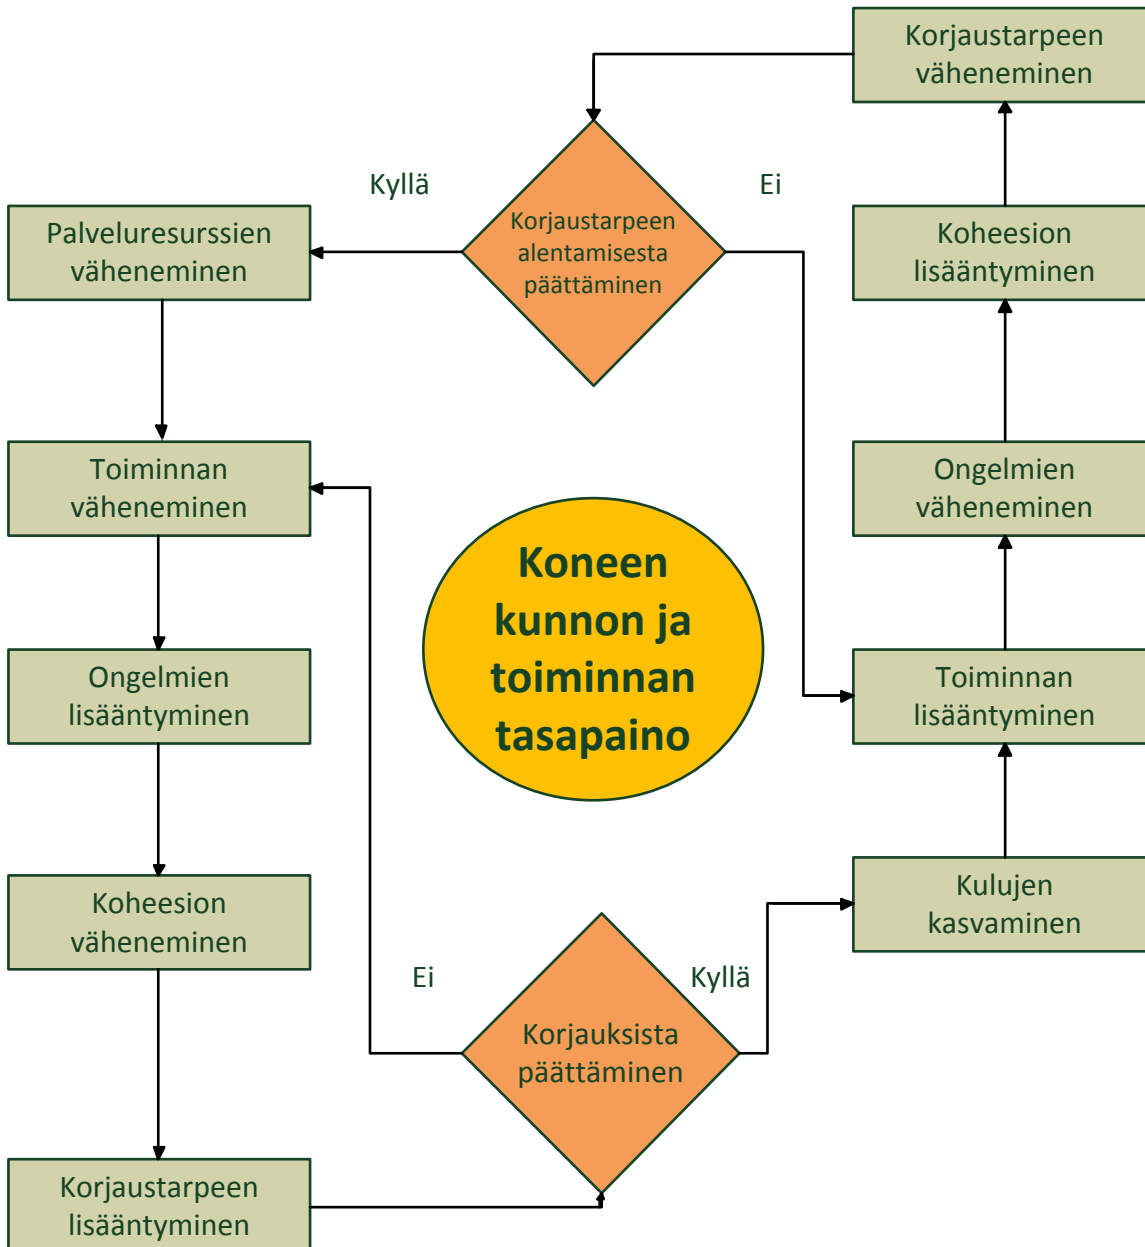 Korjaustarpeen
väheneminen
Kyllä
Ei
Korjaustarpeen
alentamisesta
päättäminen
Palveluresurssien
väheneminen
Koheesion
lisääntyminen
Toiminnan
väheneminen
Ongelmien
väheneminen
Koneen
kunnon ja
toiminnan
tasapaino
Ongelmien
lisääntyminen
Toiminnan
lisääntyminen
Koheesion
väheneminen
Kulujen
kasvaminen
Ei
Kyllä
Korjauksista
päättäminen
Korjaustarpeen
lisääntyminen